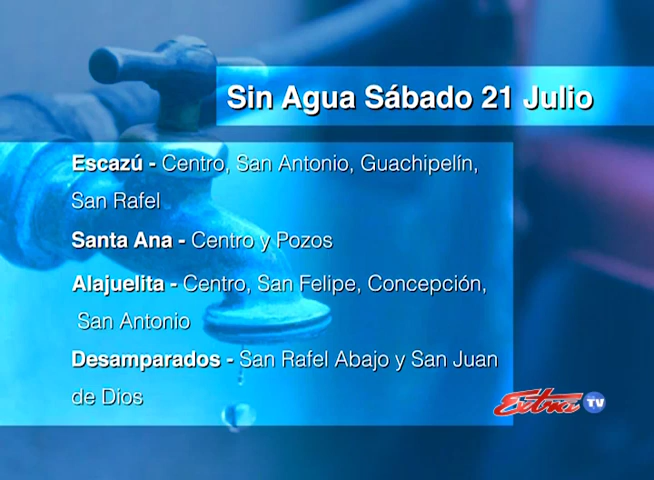 Sin Agua Sábado 21 Julio
Escazú - Centro, San Antonio, Guachipelín,
San Rafel
Santa Ana - Centro y Pozos
Alajuelita - Centro, San Felipe, Concepción,
San Antonio
Desamparados - San Rafel Abajo y San Juan
de Dios
Extra TV